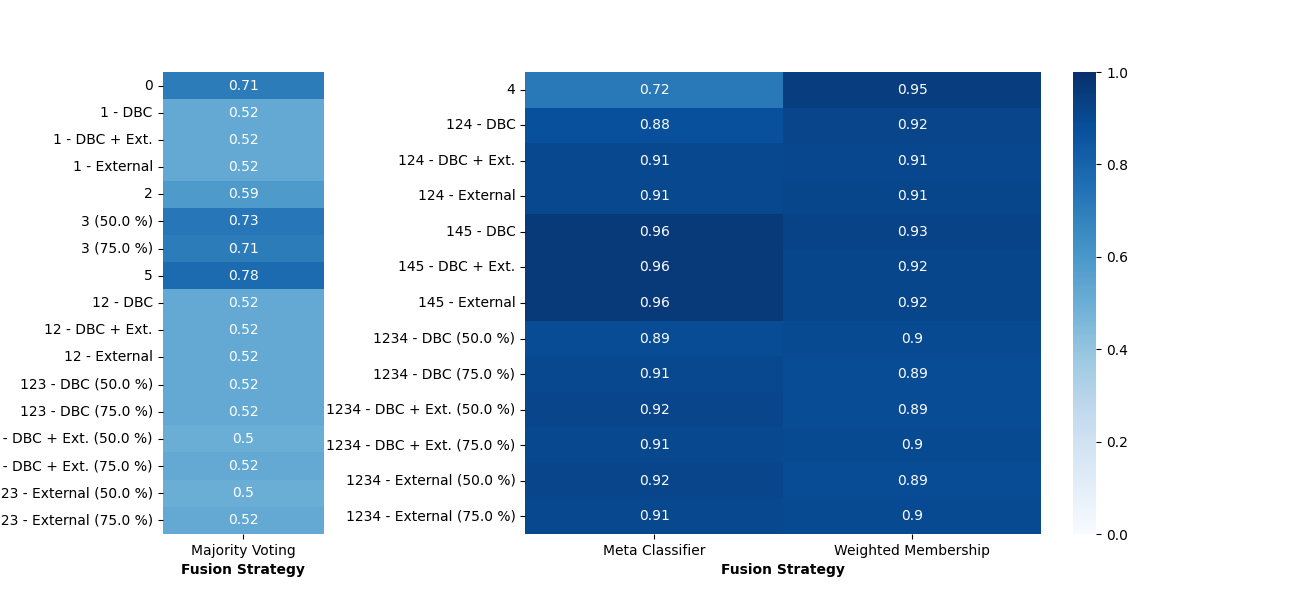 0 0.71
1 - DBC 0.52
1 - DBC + Ext. 0.52
1 - External 0.52
2 0.59
3 (50.0 %) 0.73
3 (75.0 %) 0.71
5 0.78
12 - DBC 0.52
12 - DBC + Ext. 0.52
12 - External 0.52
123 - DBC (50.0 %) 0.52
123 - DBC (75.0 %) 0.52
- DBC + Ext. (50.0 %) 0.5
- DBC + Ext. (75.0 %) 0.52
23 - External (50.0 %) 0.5
23 - External (75.0 %) 0.52
Majority Voting
Fusion Strategy
4 0.72 0.95
124 - DBC 0.88 0.92
124 - DBC + Ext. 0.91 0.91
124 - External 0.91 0.91
145 - DBC 0.96 0.93
145 - DBC + Ext. 0.96 0.92
145 - External 0.96 0.92
1234 - DBC (50.0 %) 0.89 0.9
1234 - DBC (75.0 %) 0.91 0.89
1234 - DBC + Ext. (50.0 %) 0.92 0.89
1234 - DBC + Ext. (75.0 %) 0.91 0.9
1234 - External (50.0 %) 0.92 0.89
1234 - External (75.0 %) 0.91 0.9
Meta Classifier Weighted Membership
Fusion Strategy
1.0
0.8
0.6
0.4
0.2
0.0